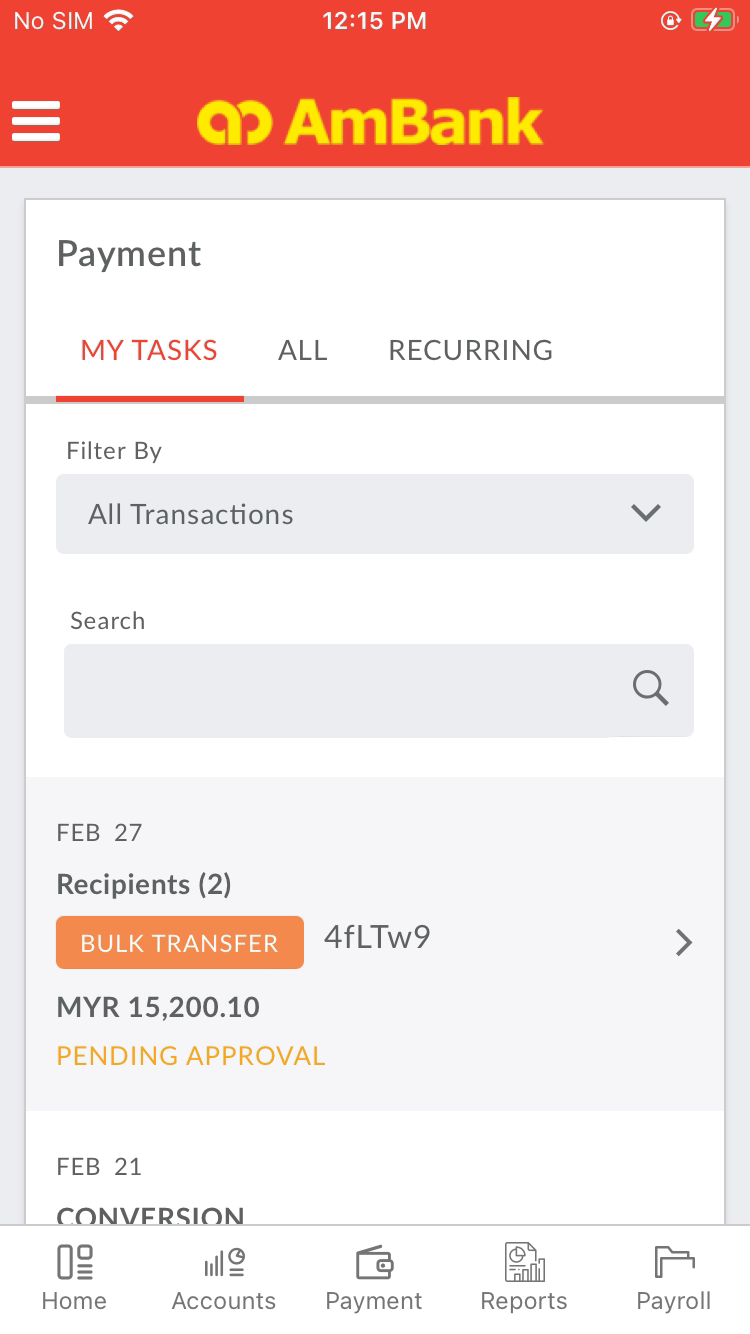 No SIM 12:15 PM
AmBank
Payment
MY TASKS ALL RECURRING
Filter By
All Transactions
Search
FEB 27
Recipients (2)
BULK TRANSFER 4fLTw9
MYR 15,200.10
PENDING APPROVAL
FEB 21
CONVERSION
Home Accounts Payment Reports Payroll